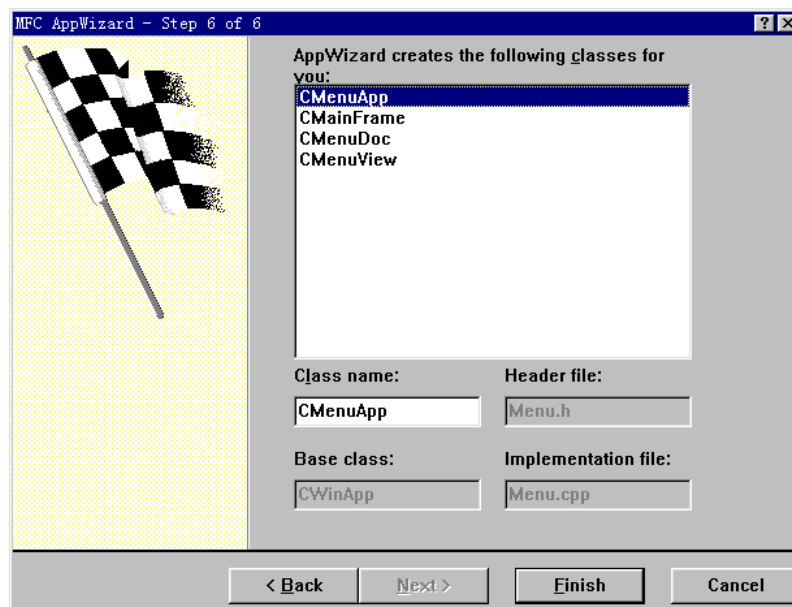 MFC AppWizard - Step 6 of 6
AppWizard creates the following classes for
you:
CMenuApp
CMainFrame
CMenuDoc
CMenuView
Class name:
Header file:
CMenuApp
Menu.h
Base class:
Implementation file:
CWinApp
Menu.cpp
< Back
Next >
Finish
Cancel